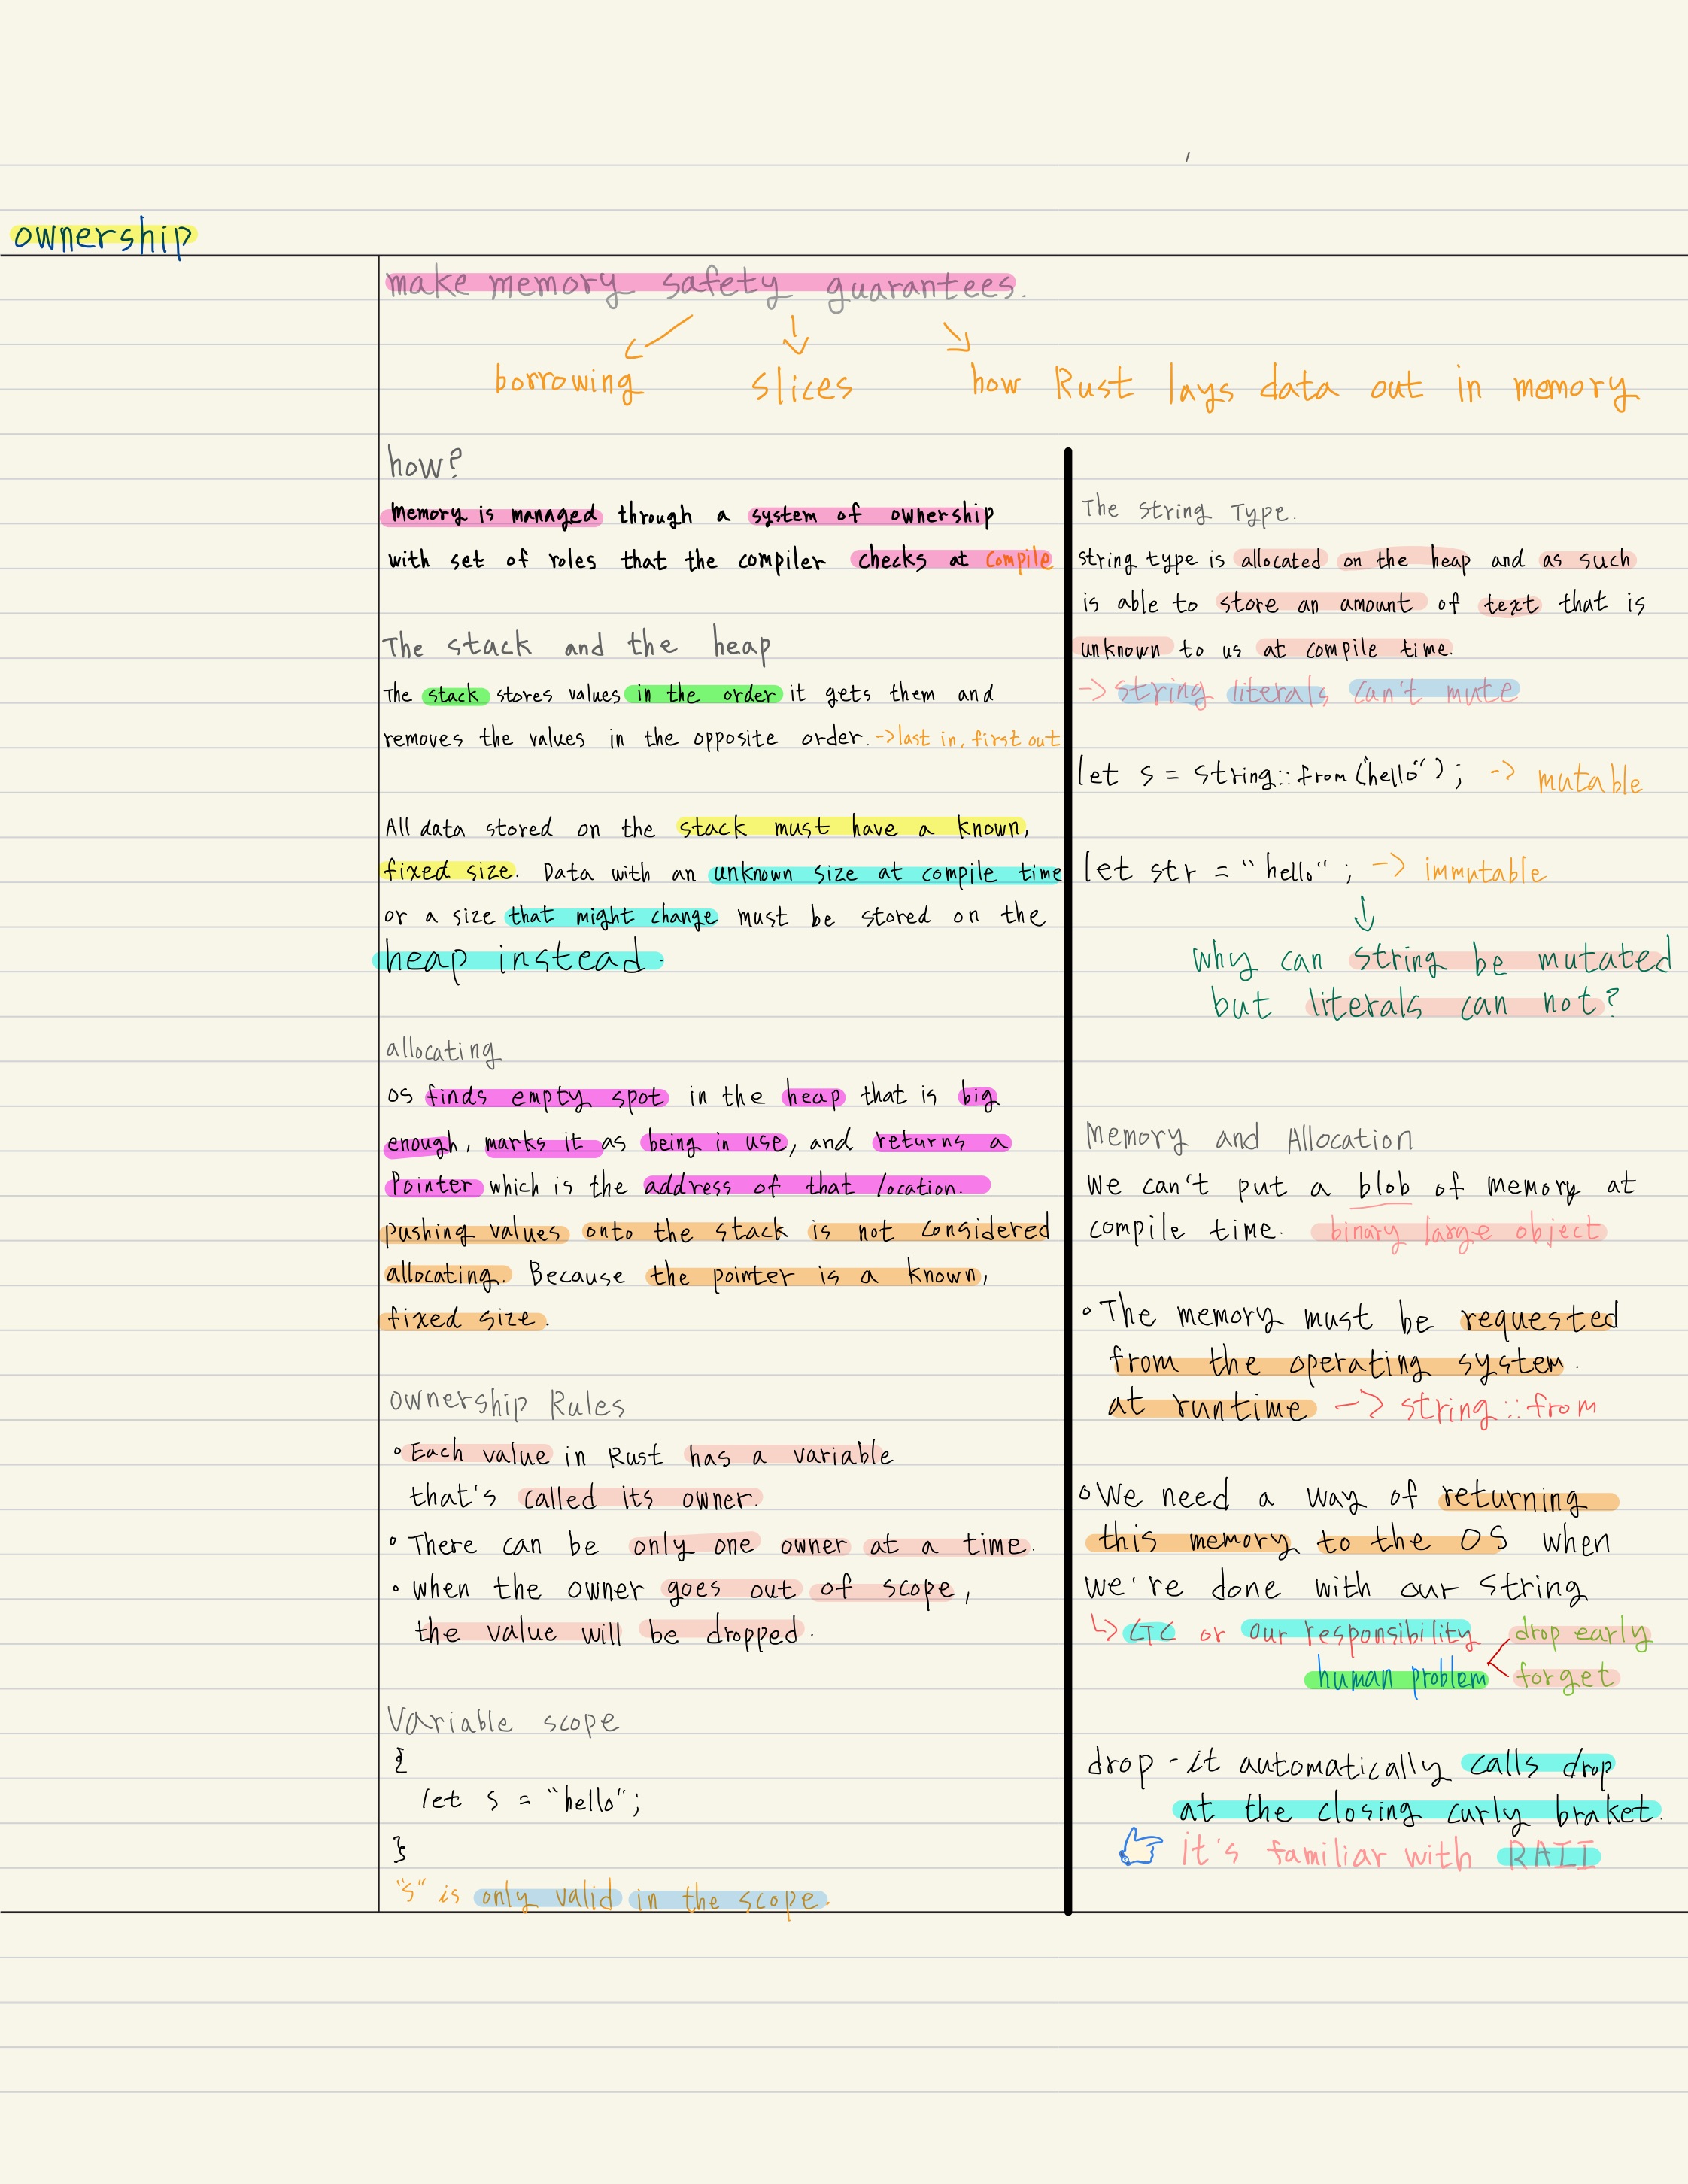 ownership
make memory safety guarantees.
borrowing slices how Rust lays data out in memory
how?
Memory is managed through a system of ownership
with set of roles that the compiler checks at compile
The stack and the heap
The stack stores values in the order it gets them and
removes the values in the opposite order. -> last in, first out
All data stored on the stack must have a known,
fixed size. Data with an unknown size at compile time
or a size that might change must be stored on the
heap instead.
allocating
OS finds empty spot in the heap that is big
enough, marks it as being in use, and returns a
Pointer which is the address of that location.
pushing values onto the stack is not considered
allocating. Because the pointer is a known,
fixed size.
ownership Rules
• Each value in Rust has a variable
that's called its owner.
• There can be only one owner at a time.
• when the owner goes out of scope,
the value will be dropped.
Variable scope
{
let s = "hello";
}
"s" is only valid in the scope.
The String Type.
string type is allocated on the heap and as such
is able to store an amount of text that is
unknown to us at compile time.
-> string literals can't mute
let s = string::from("hello"); -> mutable
let str = "hello"; -> immutable
why can string be mutated
but literals can not?
Memory and Allocation
We can't put a blob of memory at
compile time. binary large object
• The memory must be requested
from the operating system.
at runtime -> string::from
• We need a way of returning
this memory to the OS when
we're done with our String
↳ GC or our responsibility drop early
human problem forget
drop - it automatically calls drop
at the closing curly braket.
it's familiar with RAII